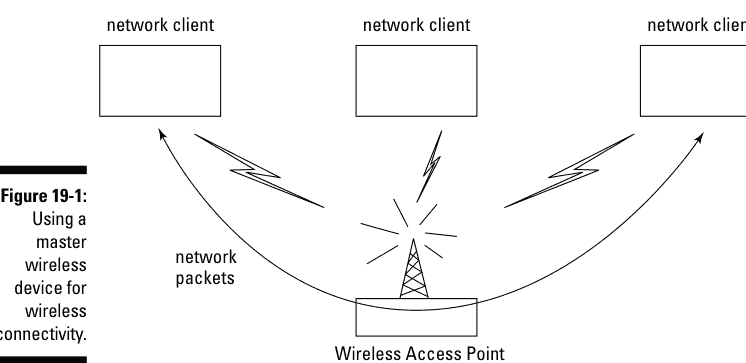 network client
network client
network clien
Figure 19-1:
Using a
master
wireless
device for
wireless
connectivity.
network
packets
Wireless Access Point